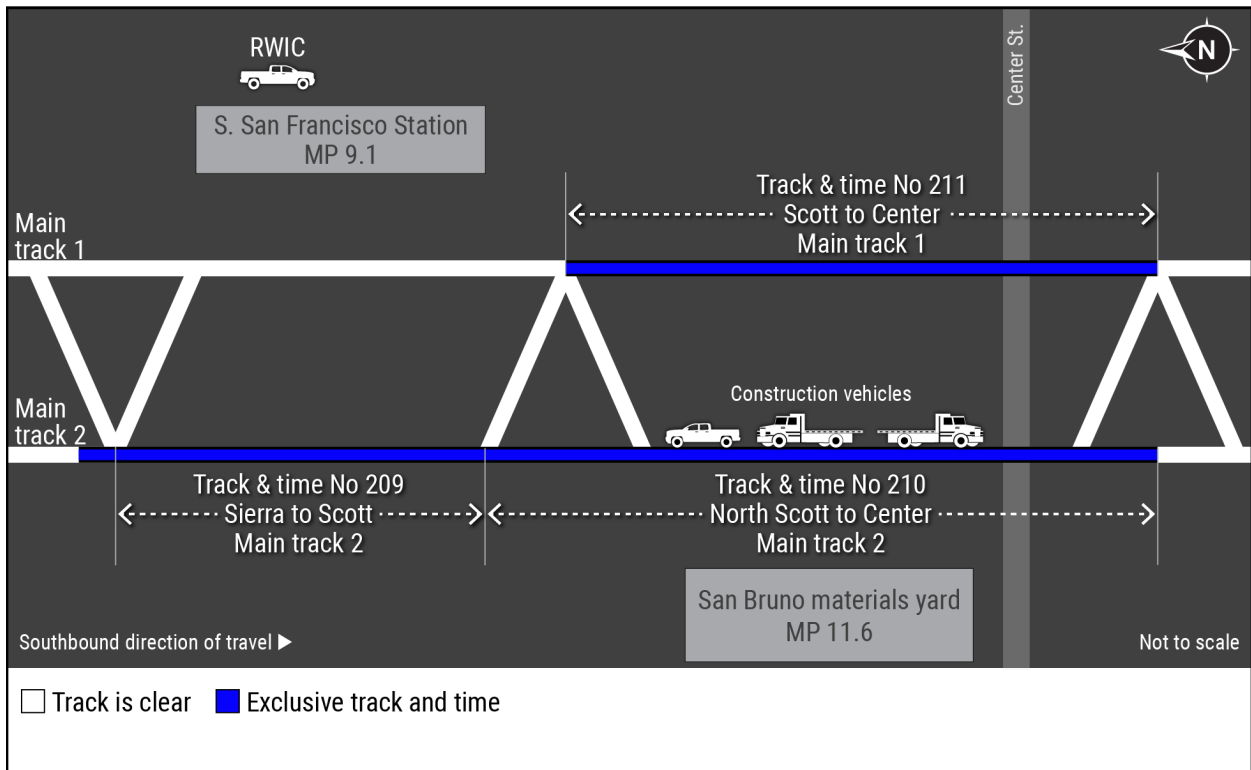 RWIC
Center St.
N
S. San Francisco Station
MP 9.1
Track & time No 211
Scott to Center
Main track 1
Main
track 1
Construction vehicles
Main
track 2
Track & time No 209
Sierra to Scott
Main track 2
Track & time No 210
North Scott to Center
Main track 2
San Bruno materials yard
MP 11.6
Southbound direction of travel
Not to scale
Track is clear
Exclusive track and time